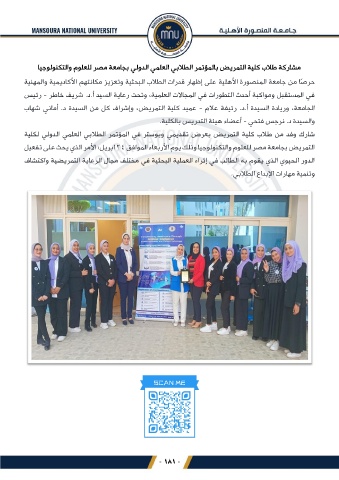 MANSOURA NATIONAL UNIVERSITY
جامعة المنصورة الأهلية
مشاركة طلاب كلية التمريض بالمؤتمر الطلابي العلمي الدولي بجامعة مصر للعلوم والتكنولوجيا
حرصًا من جامعة المنصورة الأهلية على إظهار قدرات الطلاب البحثية وتعزيز مكانتهم الأكاديمية والمهنية
في المستقبل ومواكبة أحدث التطورات في المجالات العلمية، وتحت رعاية السيد أ.د. شريف خاطر - رئيس
الجامعة، وريادة السيدة أ.د. رتيبة علام - عميد كلية التمريض، وإشراف كل من السيدة د. أماني شهاب
والسيدة د. نرجس فتحي - أعضاء هيئة التدريس بالكلية.
شارك وفد من طلاب كلية التمريض بعرض تقديمي وبوستر في المؤتمر الطلابي العلمي الدولي لكلية
التمريض بجامعة مصر للعلوم والتكنولوجيا وذلك يوم الأربعاء الموافق ٢٤ أبريل؛ الأمر الذي يحث على تفعيل
الدور الحيوي الذي يقوم به الطالب في إثراء العملية البحثية في مختلف مجال الرعاية التمريضية واكتشاف
وتنمية مهارات الإبداع الطلابي.
SCAN ME
- ١٨١ -